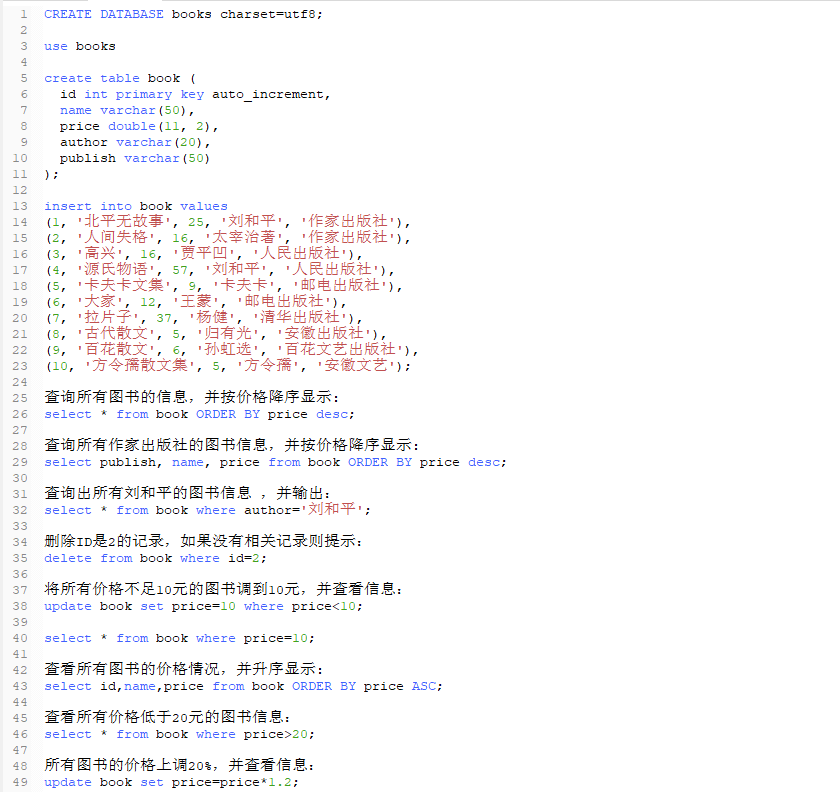 1 CREATE DATABASE books charset=utf8;
2
3 use books
4
5 create table book (
6 id int primary key auto_increment,
7 name varchar(50),
8 price double(11, 2),
9 author varchar(20),
10 publish varchar(50)
11 );
12
13 insert into book values
14 (1, '北平无故事', 25, '刘和平', '作家出版社'),
15 (2, '人间失格', 16, '太宰治著', '作家出版社'),
16 (3, '高兴', 16, '贾平凹', '人民出版社'),
17 (4, '源氏物语', 57, '刘和平', '人民出版社'),
18 (5, '卡夫卡文集', 9, '卡夫卡', '邮电出版社'),
19 (6, '大家', 12, '王蒙', '邮电出版社'),
20 (7, '拉片子', 37, '杨健', '清华出版社'),
21 (8, '古代散文', 5, '归有光', '安徽出版社'),
22 (9, '百花散文', 6, '孙虹选', '百花文艺出版社'),
23 (10, '方令孺散文集', 5, '方令孺', '安徽文艺');
24
25 查询所有图书的信息，并按价格降序显示：
26 select * from book ORDER BY price desc;
27
28 查询所有作家出版社的图书信息，并按价格降序显示：
29 select publish, name, price from book ORDER BY price desc;
30
31 查询出所有刘和平的图书信息 ，并输出：
32 select * from book where author='刘和平';
33
34 删除ID是2的记录，如果没有相关记录则提示：
35 delete from book where id=2;
36
37 将所有价格不足10元的图书调到10元，并查看信息：
38 update book set price=10 where price<10;
39
40 select * from book where price=10;
41
42 查看所有图书的价格情况，并升序显示：
43 select id,name,price from book ORDER BY price ASC;
44
45 查看所有价格低于20元的图书信息：
46 select * from book where price>20;
47
48 所有图书的价格上调20%，并查看信息：
49 update book set price=price*1.2;